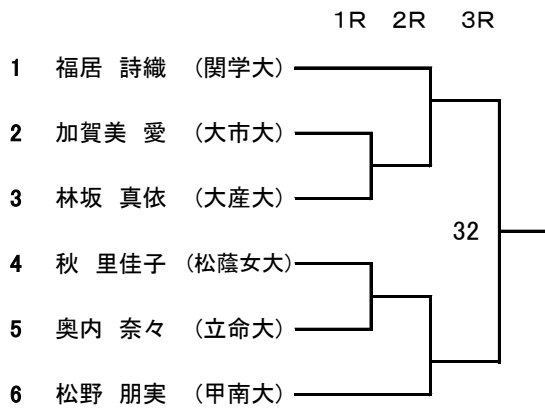 1R 2R 3R
1 福居 詩織 (関学大)
2 加賀美 愛 (大市大)
3 林坂 真依 (大産大)
32
4 秋 里佳子 (松蔭女大)
5 奥内 奈々 (立命大)
6 松野 朋実 (甲南大)